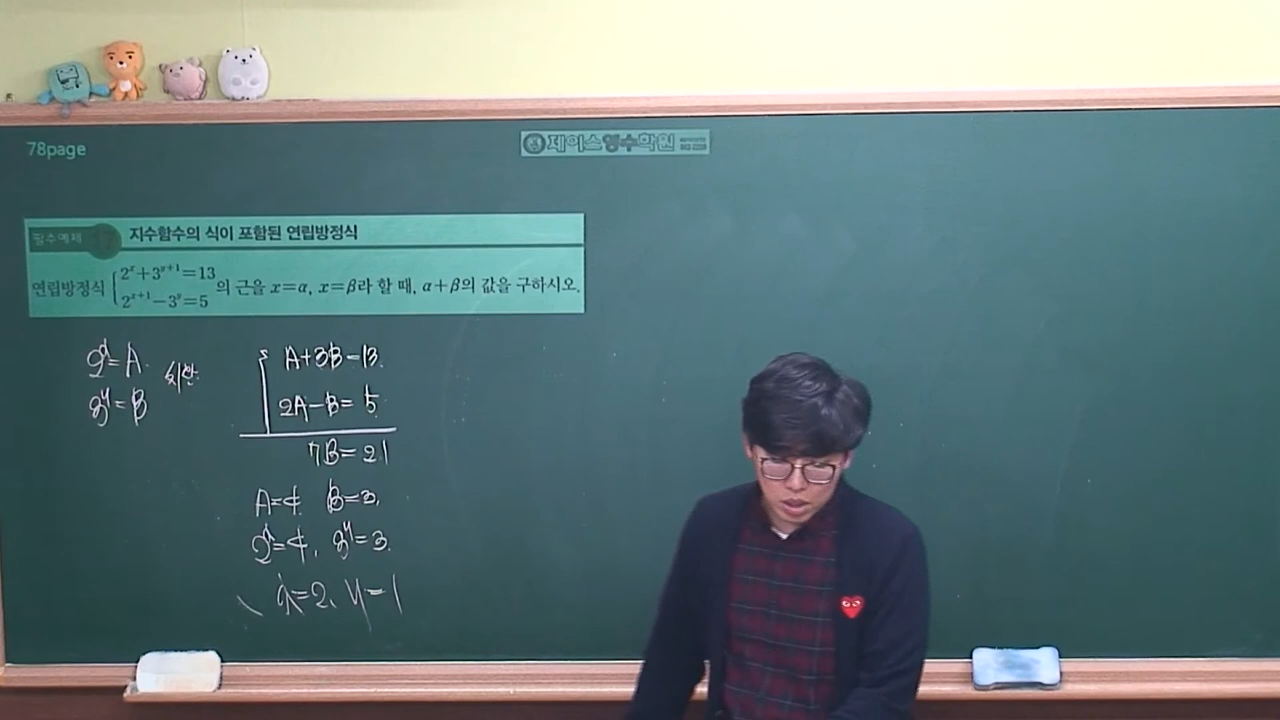 78page
제이스영수학원
필수예제 지수함수의 식이 포함된 연립방정식
연립방정식 { 2^x+3^{y+1}=13
2^{x+1}-3^y=5 의 근을 x=α, x=β라 할 때, α+β의 값을 구하시오.
2^x=A
3^y=B 치환
A+3B=13.
2A-B=5
7B=21
A=4 B=3.
2^x=4, 3^y=3.
x=2, y=1